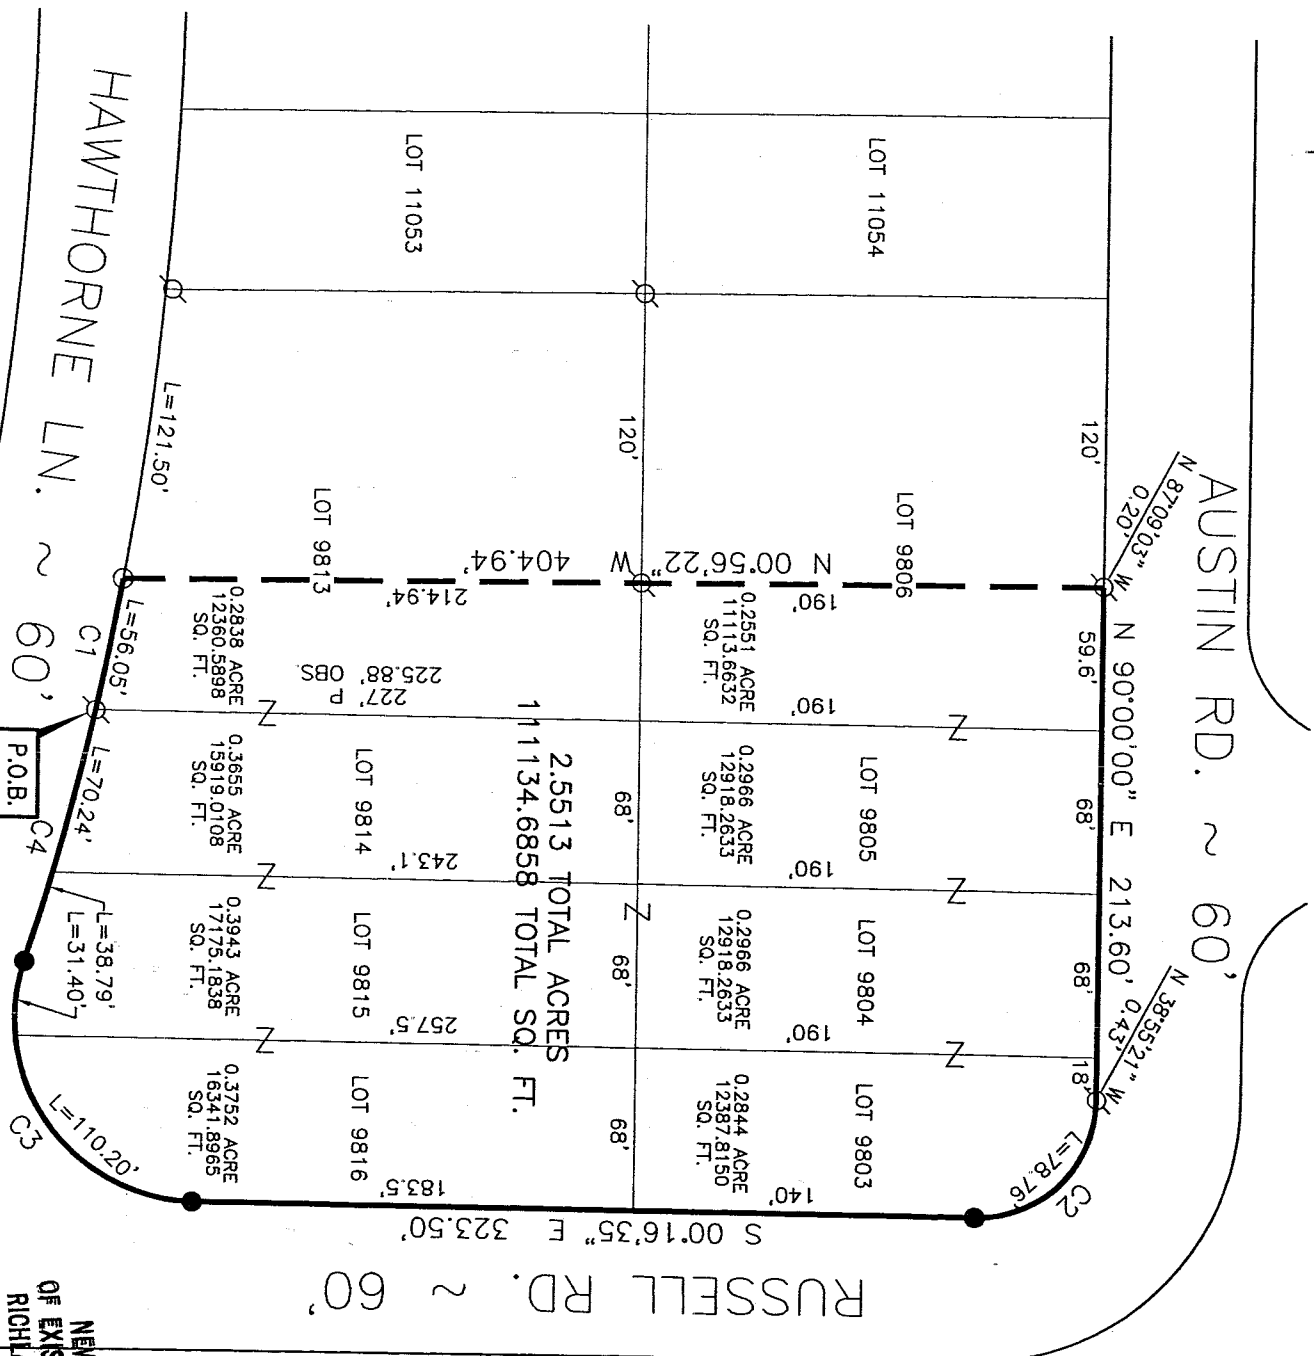 AUSTIN RD. ~ 60'
N 87°09'03" W
0.20'
N 90°00'00" E 213.60'
N 38°55'21" W
0.43'
120'
59.6'
68'
68'
18'
L=78.76'
C2
LOT 11054
LOT 9806
LOT 9805
LOT 9804
LOT 9803
N 00°56'22" W 404.94'
190'
190'
190'
190'
140'
0.2551 ACRE
11113.6632
SQ. FT.
0.2966 ACRE
12918.2633
SQ. FT.
0.2966 ACRE
12918.2633
SQ. FT.
0.2844 ACRE
12387.8150
SQ. FT.
Z
Z
Z
120'
68'
68'
68'
Z
2.5513 TOTAL ACRES
111134.6858 TOTAL SQ. FT.
S 00°16'35" E 323.50'
RUSSELL RD. ~ 60'
LOT 11053
LOT 9813
LOT 9814
LOT 9815
LOT 9816
214.94'
227' P
225.88' OBS.
243.1'
257.5'
183.5'
Z
Z
Z
0.2838 ACRE
12360.5898
SQ. FT.
0.3655 ACRE
15919.0108
SQ. FT.
0.3943 ACRE
17175.1838
SQ. FT.
0.3752 ACRE
16341.8965
SQ. FT.
L=121.50'
L=56.05'
C1
L=70.24'
C4
L=38.79'
L=31.40'
L=110.20'
C3
HAWTHORNE LN. ~ 60'
P.O.B.
OF